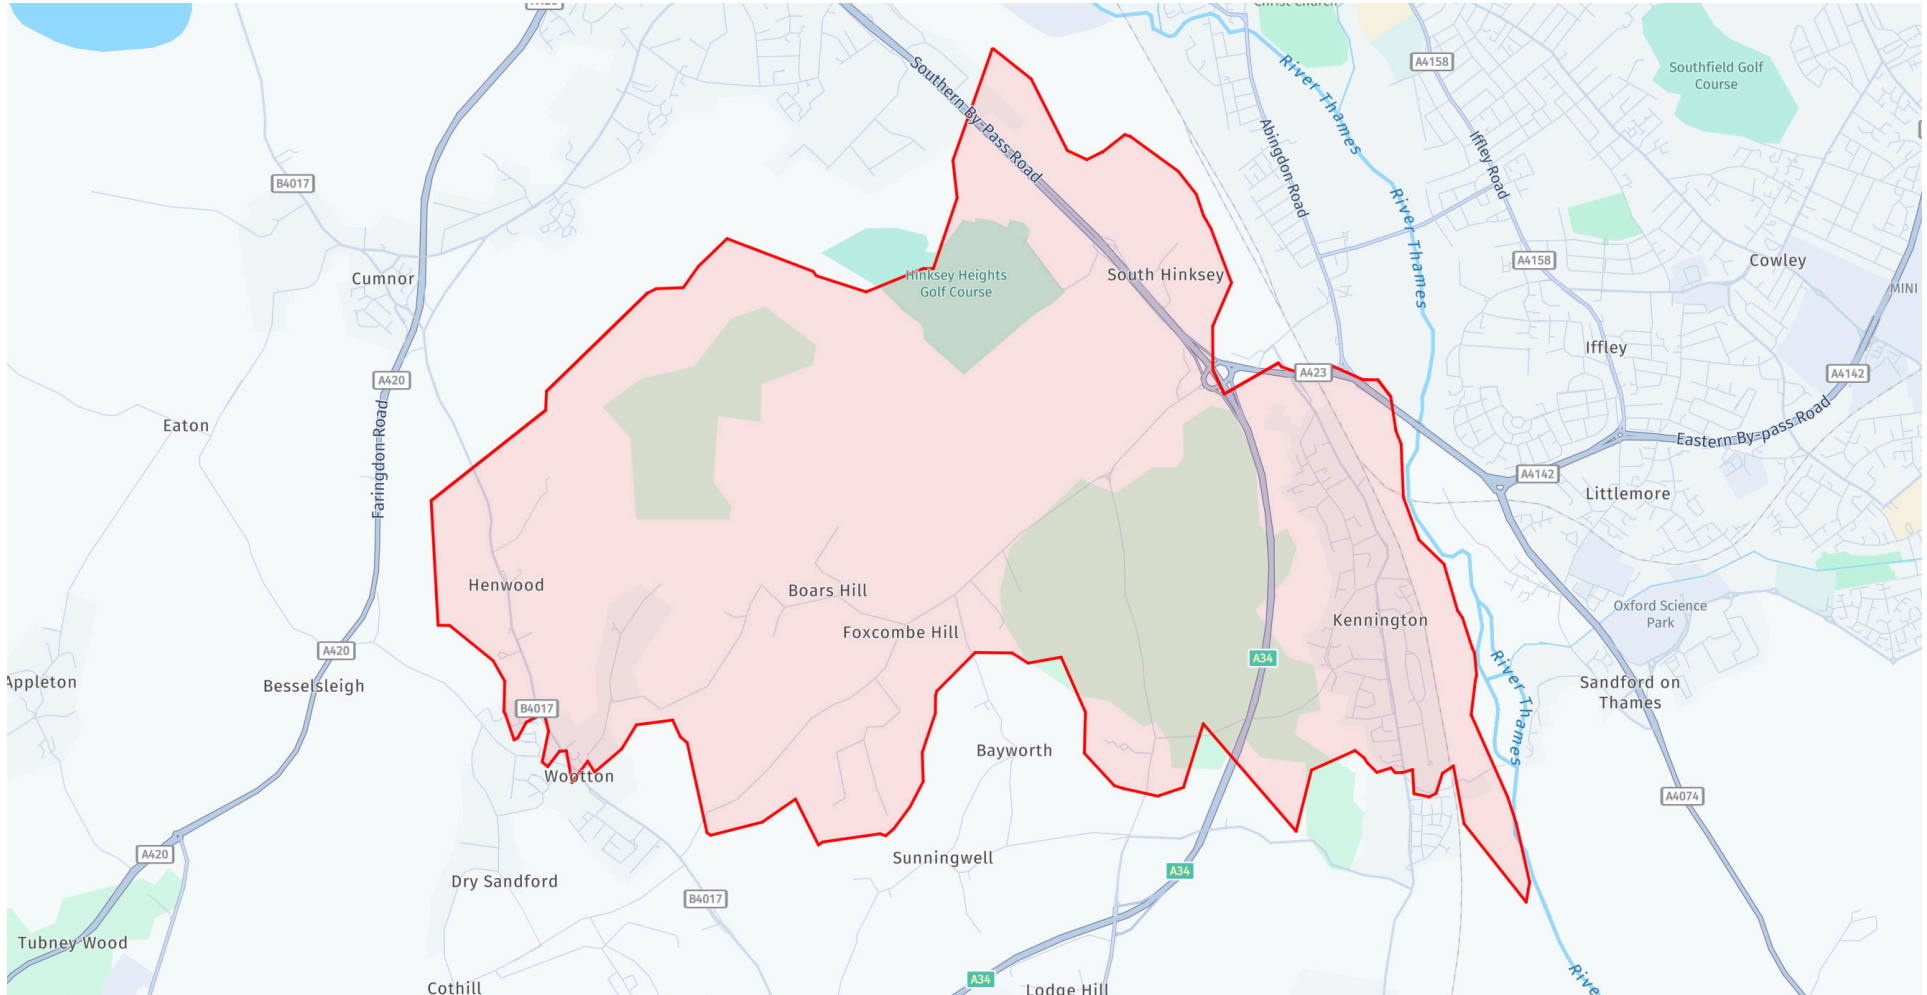 Christ Church
A4158
Southfield Golf
Course
Southern By-Pass Road
River Thames
Abingdon Road
Iffley Road
B4017
River Thames
A4158
Cowley
Cumnor
Hinksey Heights
Golf Course
South Hinksey
MINI
Iffley
A420
A423
A4142
Faringdon Road
Eaton
Eastern By-pass Road
A4142
Littlemore
Henwood
Boars Hill
Oxford Science
Park
Foxcombe Hill
Kennington
A420
A34
Appleton
Besselsleigh
River Thames
Sandford on
Thames
B4017
Bayworth
Wootton
A4074
A420
Sunningwell
A34
Dry Sandford
B4017
Tubney Wood
A34
Cothill
Lodge Hill